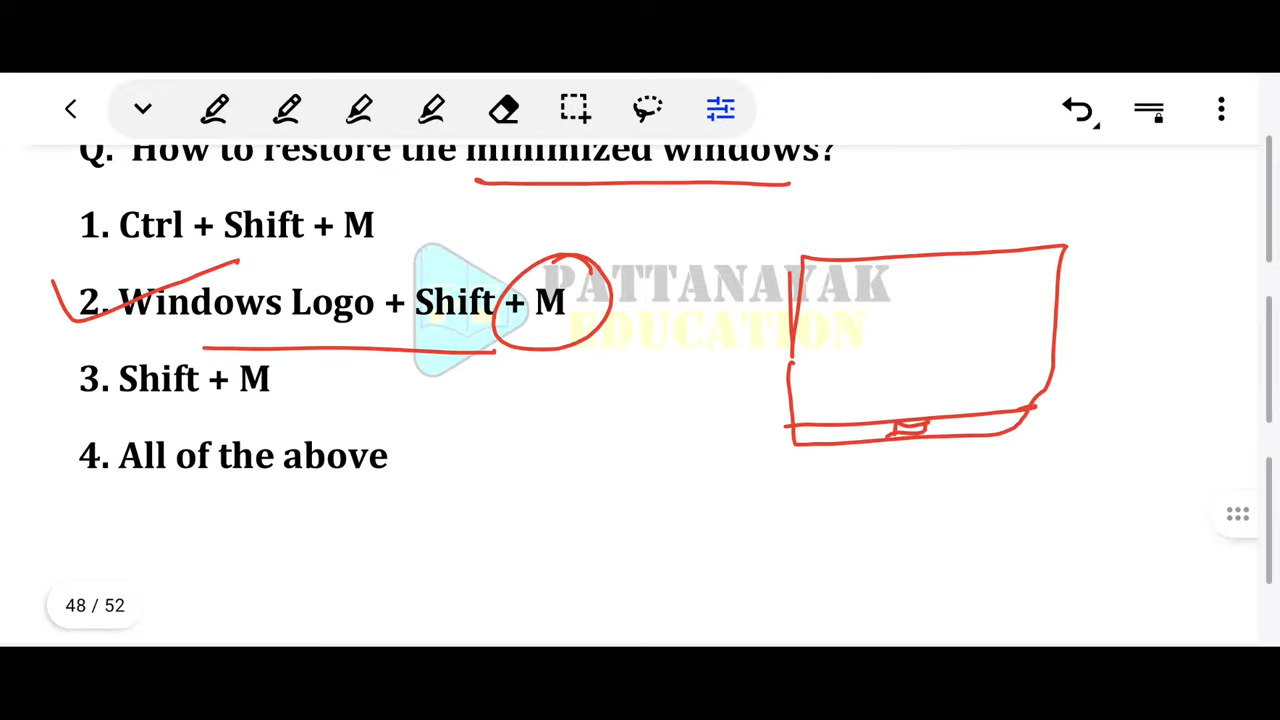 Q. How to restore the minimized windows?
1. Ctrl + Shift + M
2. Windows Logo + Shift + M
3. Shift + M
4. All of the above
PATTANAYAK
EDUCATION
48 / 52